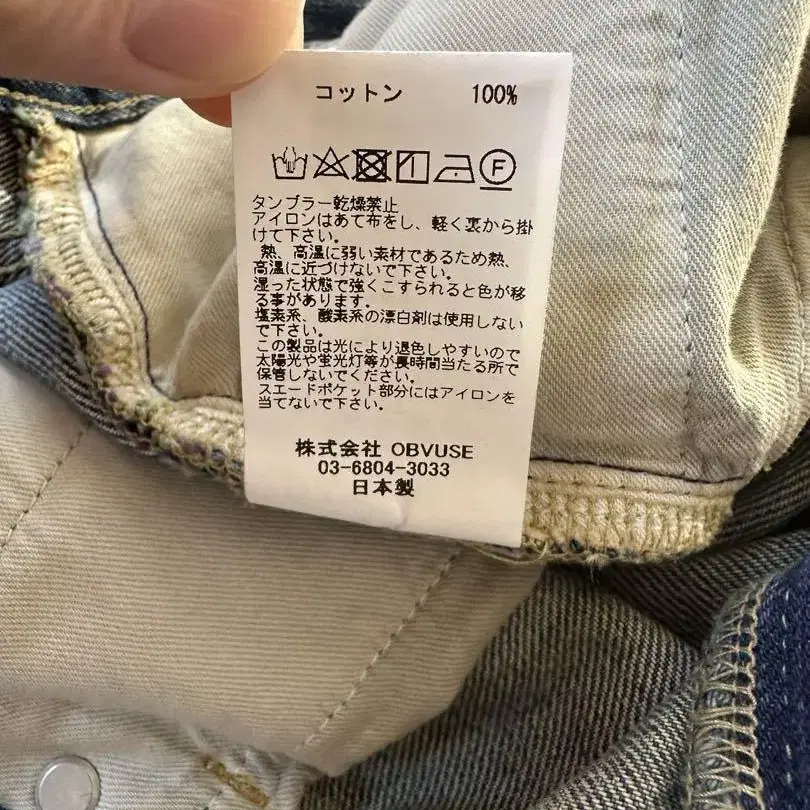 コットン 100%
F
タンブラー乾燥禁止
アイロンはあて布をし、軽く裏から掛
けて下さい。
熱、高温に弱い素材であるため熱、
高温に近づけないで下さい。
湿った状態で強くこすられると色が移
る事があります。
塩素系、酸素系の漂白剤は使用しない
で下さい。
この製品は光により退色しやすいので
太陽光や蛍光灯等が長時間当たる所で
保管しないでください。
スエードポケット部分にはアイロンを
当てないで下さい。
株式会社 OBVUSE
03-6804-3033
日本製